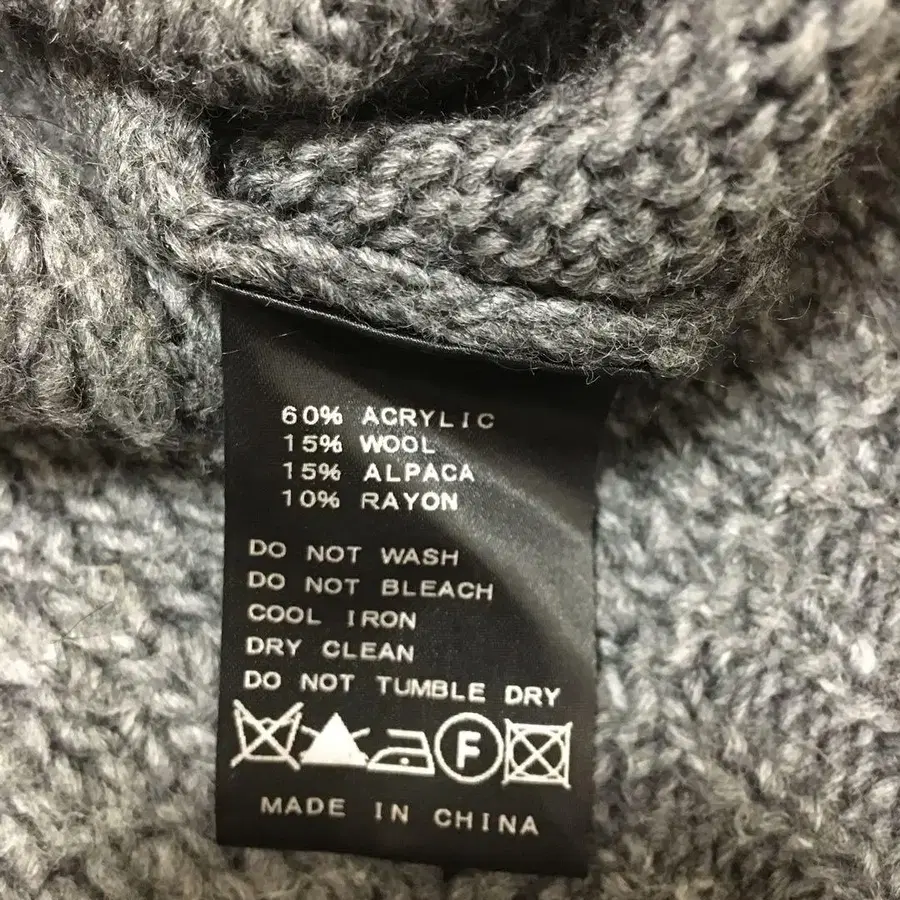 60% ACRYLIC
15% WOOL
15% ALPACA
10% RAYON
DO NOT WASH
DO NOT BLEACH
COOL IRON
DRY CLEAN
DO NOT TUMBLE DRY
F
MADE IN CHINA